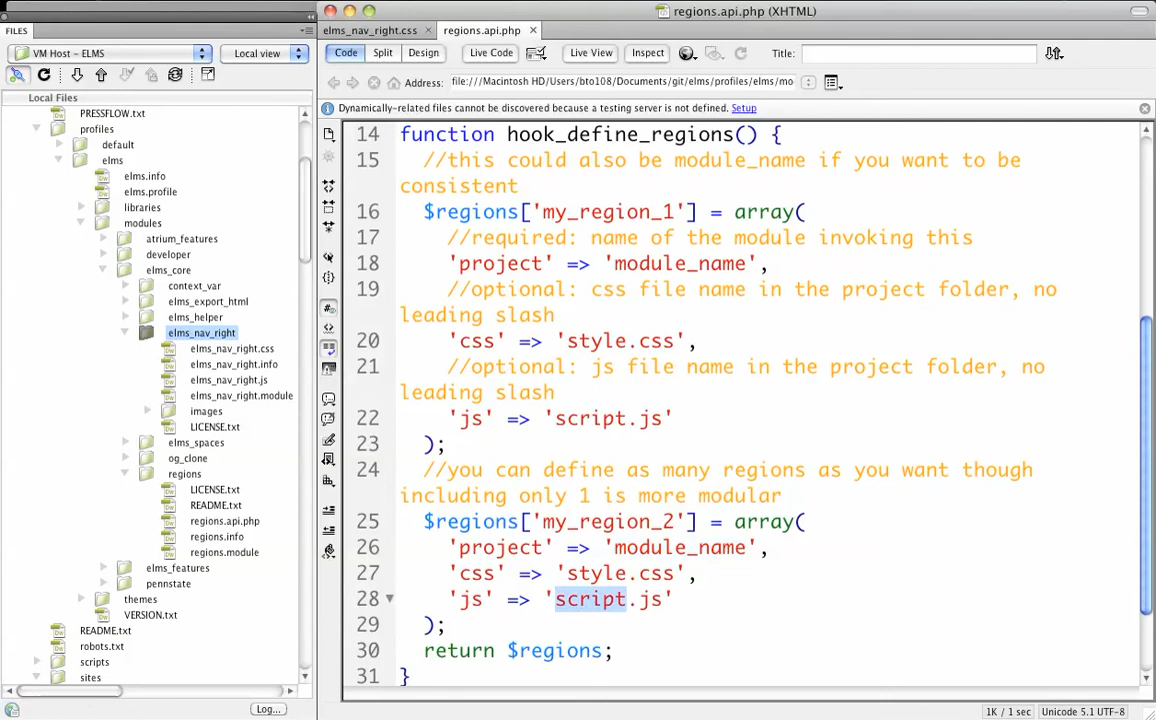 regions.api.php (XHTML)
FILES
VM Host - ELMS
Local view
Local Files
PRESSFLOW.txt
profiles
default
elms
elms.info
elms.profile
libraries
modules
atrium_features
developer
elms_core
context_var
elms_export_html
elms_helper
elms_nav_right
elms_nav_right.css
elms_nav_right.info
elms_nav_right.js
elms_nav_right.module
images
LICENSE.txt
elms_spaces
og_clone
regions
LICENSE.txt
README.txt
regions.api.php
regions.info
regions.module
elms_features
pennstate
themes
VERSION.txt
README.txt
robots.txt
scripts
sites
Log...
elms_nav_right.css × regions.api.php ×
Code Split Design Live Code Live View Inspect Title:
Address: file:///Macintosh HD/Users/bto108/Documents/git/elms/profiles/elms/mo
Dynamically-related files cannot be discovered because a testing server is not defined. Setup
14 function hook_define_regions() {
15 //this could also be module_name if you want to be
consistent
16 $regions['my_region_1'] = array(
17 //required: name of the module invoking this
18 'project' => 'module_name',
19 //optional: css file name in the project folder, no
leading slash
20 'css' => 'style.css',
21 //optional: js file name in the project folder, no
leading slash
22 'js' => 'script.js'
23 );
24 //you can define as many regions as you want though
including only 1 is more modular
25 $regions['my_region_2'] = array(
26 'project' => 'module_name',
27 'css' => 'style.css',
28 'js' => 'script.js'
29 );
30 return $regions;
31 }
1K / 1 sec Unicode 5.1 UTF-8